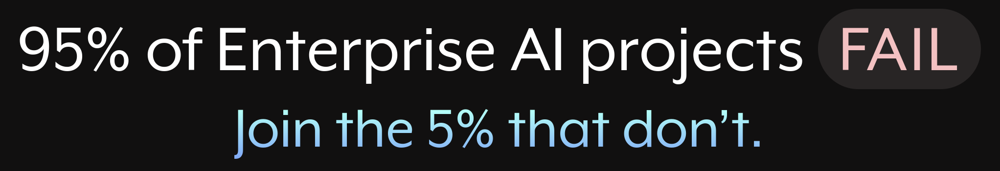 95% of Enterprise AI projects FAIL
Join the 5% that don’t.